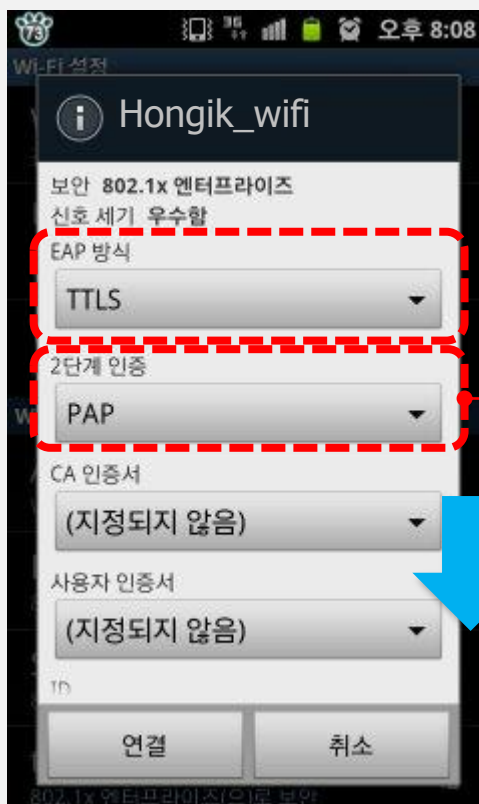 73
3G
오후 8:08
Wi-Fi 설정
Hongik_wifi
보안 802.1x 엔터프라이즈
신호 세기 우수함
EAP 방식
TTLS
2단계 인증
PAP
CA 인증서
(지정되지 않음)
사용자 인증서
(지정되지 않음)
ID
연결 취소
802.1x 엔터프라이즈(으)로 보안